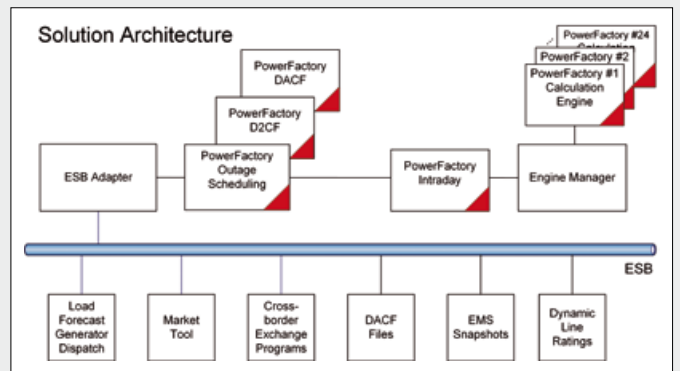 Solution Architecture
PowerFactory #24
Calculation
PowerFactory #2
PowerFactory #1
Calculation
Engine
PowerFactory
DACF
PowerFactory
D2CF
PowerFactory
Outage
Scheduling
ESB Adapter
PowerFactory
Intraday
Engine Manager
ESB
Load
Forecast
Generator
Dispatch
Market
Tool
Cross-
border
Exchange
Programs
DACF
Files
EMS
Snapshots
Dynamic
Line
Ratings